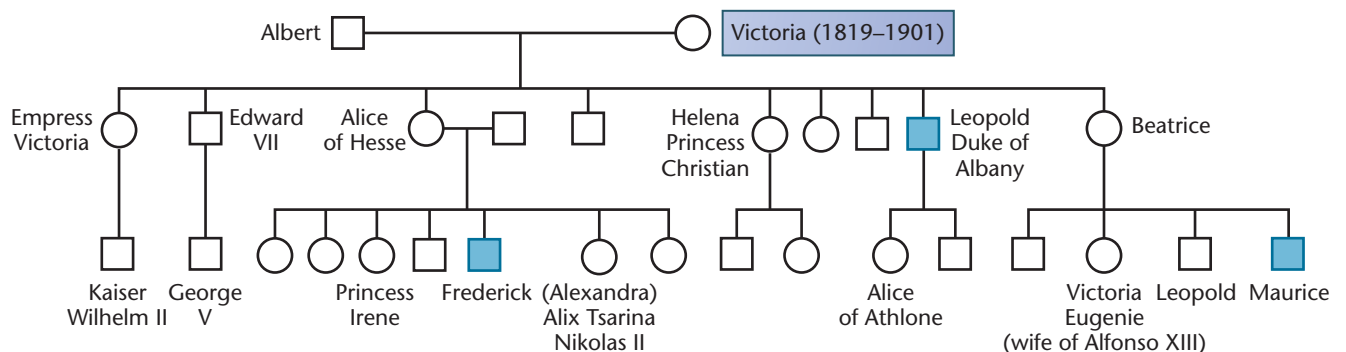 Albert
Victoria (1819–1901)
Empress
Victoria
Edward
VII
Alice
of Hesse
Helena
Princess
Christian
Leopold
Duke of
Albany
Beatrice
Kaiser
Wilhelm II
George
V
Princess
Irene
Frederick
(Alexandra)
Alix Tsarina
Nikolas II
Alice
of Athlone
Victoria
Eugenie
(wife of Alfonso XIII)
Leopold
Maurice